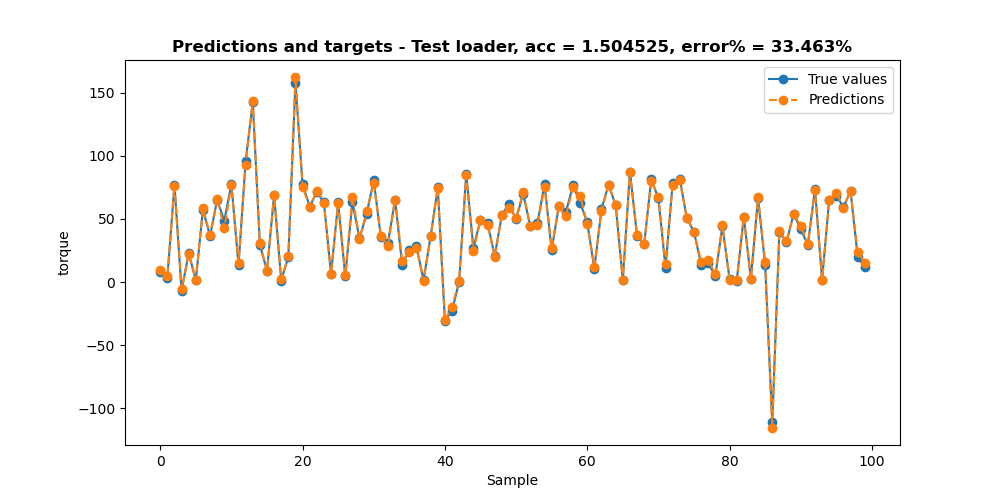 Predictions and targets - Test loader, acc = 1.504525, error% = 33.463%
True values
Predictions
150
100
50
0
−50
−100
torque
0
20
40
60
80
100
Sample